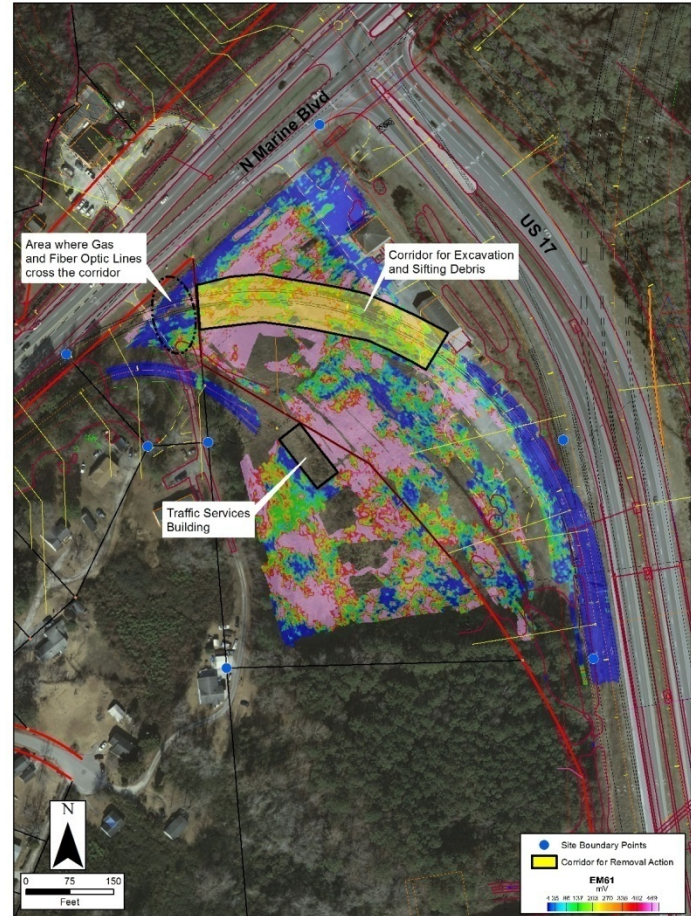 N Marine Blvd
US 17
Area where Gas
and Fiber Optic Lines
cross the corridor
Corridor for Excavation
and Sifting Debris
Traffic Services
Building
N
0 75 150
Feet
Site Boundary Points
Corridor for Removal Action
EM61
mV